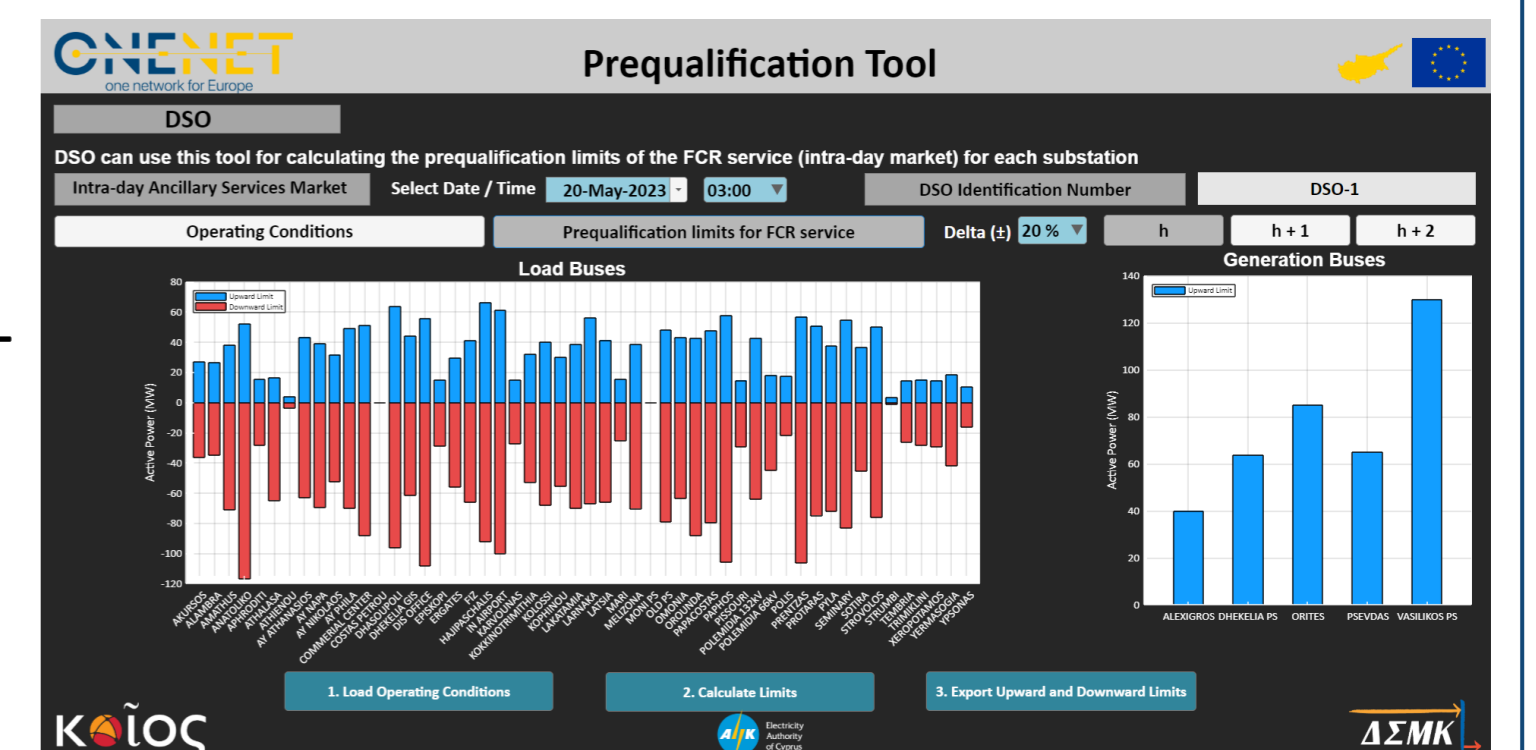 ONENET
one network for Europe
Prequalification Tool
DSO
DSO can use this tool for calculating the prequalification limits of the FCR service (intra-day market) for each substation
Intra-day Ancillary Services Market Select Date / Time 20-May-2023 03:00 DSO Identification Number DSO-1
Operating Conditions Prequalification limits for FCR service Delta (±) 20 % h h + 1 h + 2
Load Buses
Upward Limit
Downward Limit
Active Power (MW)
80
60
40
20
0
-20
-40
-60
-80
-100
-120
AKURSOS
ALAMBRA
AMATHUS
ANATOLIKO
APHRODITI
ATHALASA
ATHENOU
AY ATHANASIOS
AY NAPA
AY NIKOLAOS
AY PHILA
COMMERIAL CENTER
COSTAS PETROU
DHASOUPOLI
DHEKELIA GIS
DIS OFFICE
EPISKOPI
ERGATES
FIZ
HAJIPASCHALIS
IN AIRPORT
KARVOUNAS
KOKKINOTRIMITHIA
KOLOSSI
KOPHINOU
LAKATAMIA
LARNAKA
LATSIA
MARI
MEIZONA
MONI PS
OLD PS
OMONIA
OROUNDA
PAPACOSTAS
PAPHOS
PISSOURI
POLEMIDIA 132kV
POLEMIDIA 66kV
POLIS
PRENTZAS
PROTARAS
PYLA
SEMINARY
SOTIRA
STROVOLOS
STRUMBI
TEMBRIA
TRIMIKLINI
XEROPOTAMOS
YERMASOGIA
YPSONAS
Generation Buses
Upward Limit
Active Power (MW)
140
120
100
80
60
40
20
0
ALEXIGROS DHEKELIA PS ORITES PSEVDAS VASILIKOS PS
1. Load Operating Conditions 2. Calculate Limits 3. Export Upward and Downward Limits
κοῖος
AHK
Electricity
Authority
of Cyprus
ΔΣΜΚ